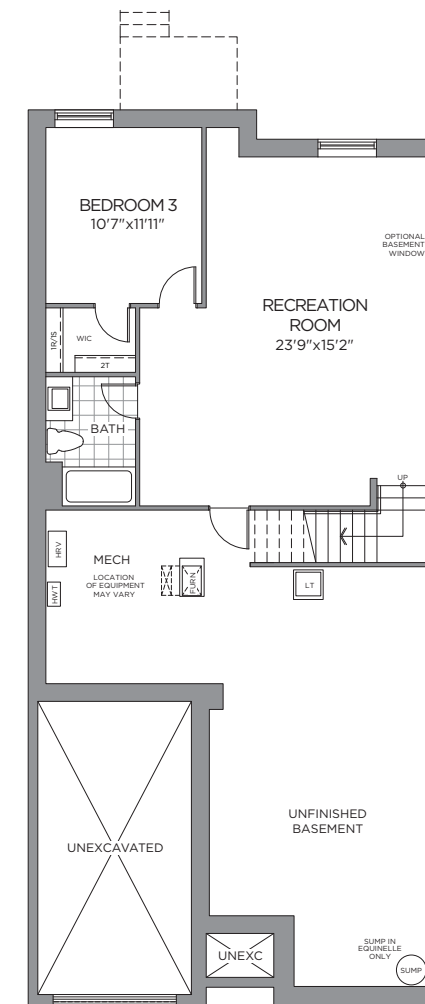 BEDROOM 3
10'7"x11'11"
OPTIONAL
BASEMENT
WINDOW
RECREATION
ROOM
23'9"x15'2"
1R/1S
WIC
2T
BATH
UP
HRV
MECH
LOCATION
OF EQUIPMENT
MAY VARY
FURN
HWT
LT
UNFINISHED
BASEMENT
UNEXCAVATED
UNEXC
SUMP IN
EQUINELLE
ONLY
SUMP